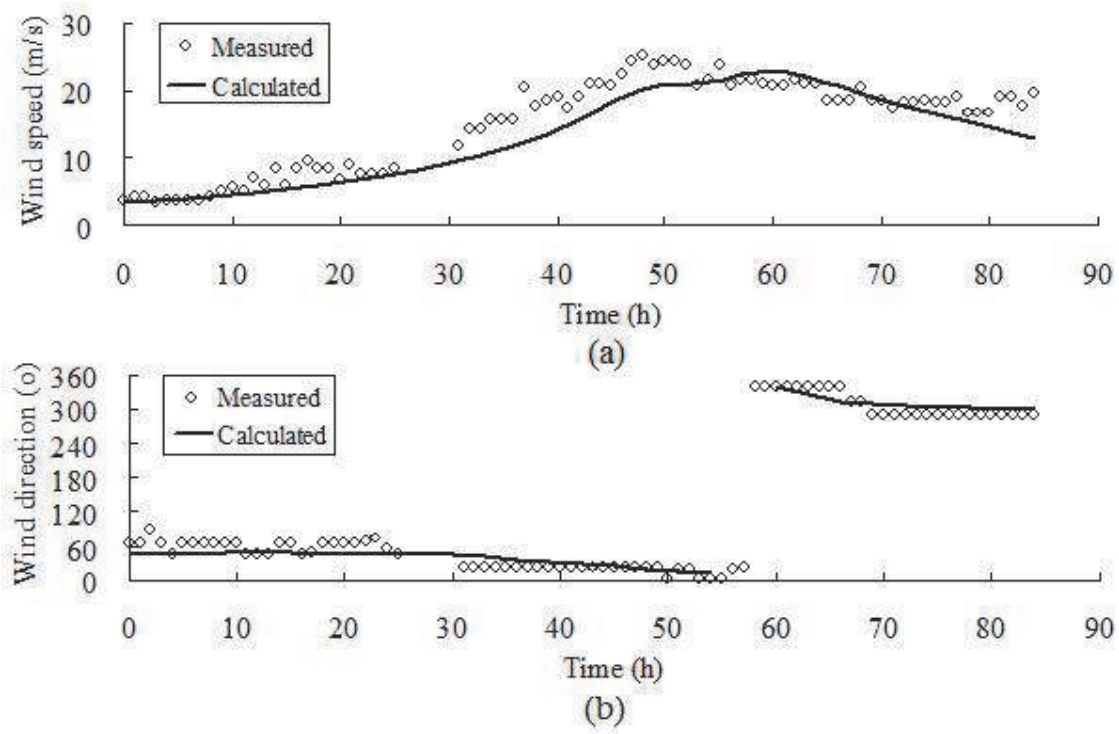 Wind speed (m/s)
30
20
10
0
Measured
Calculated
0 10 20 30 40 50 60 70 80 90
Time (h)
(a)
Wind direction (o)
360
300
240
180
120
60
0
Measured
Calculated
0 10 20 30 40 50 60 70 80 90
Time (h)
(b)